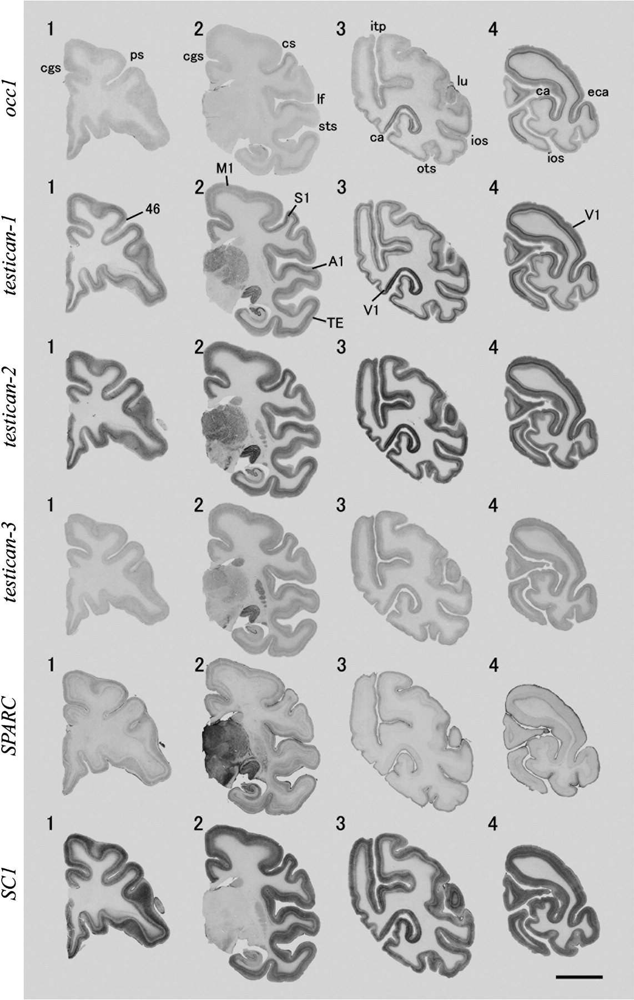 occ1
1
2
3
4
cgs
ps
cgs
cs
lf
sts
itp
lu
ca
ios
ots
ca
eca
ios
testican-1
1
2
3
4
46
M1
S1
A1
TE
V1
V1
testican-2
1
2
3
4
testican-3
1
2
3
4
SPARC
1
2
3
4
SC1
1
2
3
4